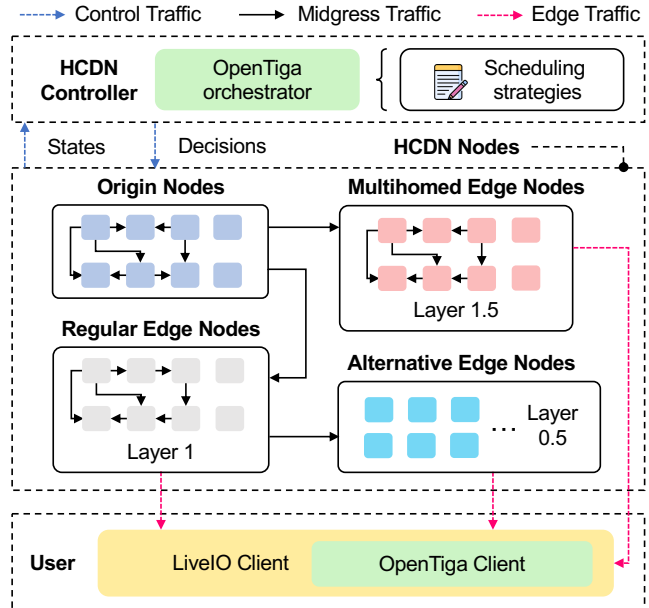 Control Traffic
Midgress Traffic
Edge Traffic
HCDN
Controller
OpenTiga
orchestrator
Scheduling
strategies
States
Decisions
HCDN Nodes
Origin Nodes
Multihomed Edge Nodes
Layer 1.5
Regular Edge Nodes
Layer 1
Alternative Edge Nodes
... Layer
0.5
User
LiveIO Client
OpenTiga Client